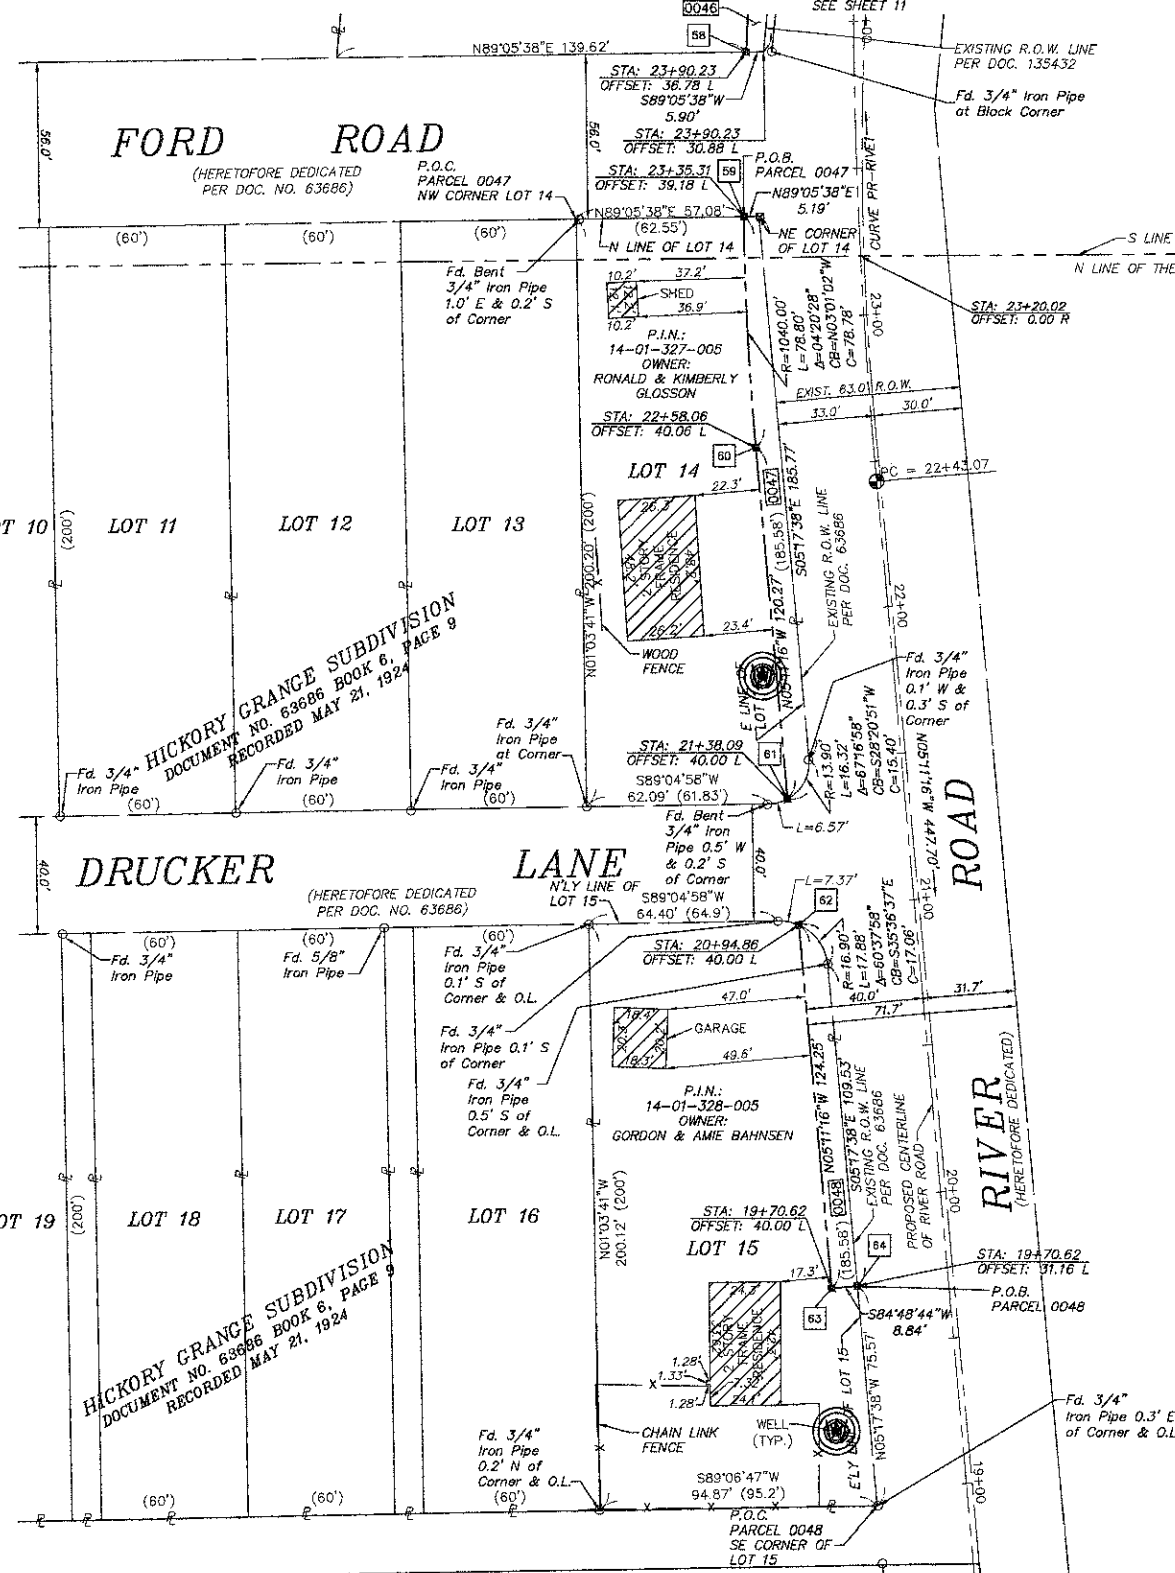 0046
SEE SHEET 11
58
00+
N89°05'38"E 139.62'
EXISTING R.O.W. LINE
PER DOC. 135432
STA: 23+90.23
OFFSET: 36.78 L
S89°05'38"W
5.90'
Fd. 3/4" Iron Pipe
at Block Corner
56.0'
FORD ROAD
(HERETOFORE DEDICATED
PER DOC. NO. 63686)
56.0'
STA: 23+90.23
OFFSET: 30.88 L
P.O.C.
PARCEL 0047
NW CORNER LOT 14
STA: 23+35.31
OFFSET: 39.18 L
59
P.O.B.
PARCEL 0047
N89°05'38"E
5.19'
CURVE PR-RIVE1
N89°05'38"E 57.08'
(62.55')
(60')
(60')
(60')
N LINE OF LOT 14
NE CORNER
OF LOT 14
S LINE
N LINE OF THE
Fd. Bent
3/4" Iron Pipe
1.0' E & 0.2' S
of Corner
10.2'
37.2'
SHED
36.9'
10.2'
23+00
STA: 23+20.02
OFFSET: 0.00 R
P.I.N.:
14-01-327-005
OWNER:
RONALD & KIMBERLY
GLOSSON
R=1040.00'
L=78.80'
Δ=04°20'28"
CB=N03°01'02"W
C=78.78'
EXIST. 63.0' R.O.W.
33.0'
30.0'
STA: 22+58.06
OFFSET: 40.06 L
60
LOT 14
PC = 22+43.07
22.3'
26.3'
2 STORY
FRAME
RESIDENCE
26.2'
23.4'
0047
(185.58')
S05°17'38"E 185.77'
EXISTING R.O.W. LINE
PER DOC. 63686
N05°11'16"W 120.27'
22+00
LOT 11
LOT 12
LOT 13
(200')
N01°03'41"W 200.20' (200')
WOOD
FENCE
HICKORY GRANGE SUBDIVISION
DOCUMENT NO. 63686 BOOK 6, PAGE 9
RECORDED MAY 21, 1924
E LINE OF
LOT
Fd. 3/4"
Iron Pipe
0.1' W &
0.3' S of
Corner
Fd. 3/4"
Iron Pipe
at Corner
STA: 21+38.09
OFFSET: 40.00 L
61
S89°04'58"W
62.09' (61.83')
R=13.90'
L=16.32'
Δ=67°16'58"
CB=S28°20'51"W
C=15.40'
N05°11'16"W 447.70'
Fd. 3/4"
Iron Pipe
Fd. 3/4"
Iron Pipe
Fd. 3/4"
Iron Pipe
(60')
(60')
(60')
L=6.57'
Fd. Bent
3/4" Iron
Pipe 0.5' W
& 0.2' S
of Corner
40.0'
40.0'
DRUCKER LANE
(HERETOFORE DEDICATED
PER DOC. NO. 63686)
N'LY LINE OF
LOT 15
S89°04'58"W
64.40' (64.9')
L=7.37'
62
21+00
ROAD
STA: 20+94.86
OFFSET: 40.00 L
R=16.90'
L=17.88'
Δ=60°37'58"
CB=S35°36'37"E
C=17.06'
(60')
(60')
(60')
Fd. 3/4"
Iron Pipe
Fd. 5/8"
Iron Pipe
Fd. 3/4"
Iron Pipe
0.1' S of
Corner & O.L.
40.0'
31.7'
71.7'
47.0'
18.4'
GARAGE
18.3'
49.6'
Fd. 3/4"
Iron Pipe 0.1' S
of Corner
Fd. 3/4"
Iron Pipe
0.5' S of
Corner & O.L.
P.I.N.:
14-01-328-005
OWNER:
GORDON & AMIE BAHNSEN
N05°11'16"W 124.25'
S05°17'38"E 109.53'
EXISTING R.O.W. LINE
PER DOC. 63686
(185.58')
0048
PROPOSED CENTERLINE
OF RIVER ROAD
20+00
RIVER
(HERETOFORE DEDICATED)
LOT 18
LOT 17
LOT 16
(200')
N01°03'41"W
200.12' (200')
STA: 19+70.62
OFFSET: 40.00 L
LOT 15
64
STA: 19+70.62
OFFSET: 31.16 L
P.O.B.
PARCEL 0048
63
S84°48'44"W
8.84'
17.3'
24.3'
2 STORY
FRAME
RESIDENCE
24.1'
1.28'
1.33'
1.28'
HICKORY GRANGE SUBDIVISION
DOCUMENT NO. 63686 BOOK 6, PAGE 9
RECORDED MAY 21, 1924
CHAIN LINK
FENCE
WELL
(TYP.)
E'LY LINE OF LOT 15
N05°17'38"W 75.57
Fd. 3/4"
Iron Pipe 0.3' E
of Corner & O.L
Fd. 3/4"
Iron Pipe
0.2' N of
Corner & O.L.
S89°06'47"W
94.87' (95.2')
(60')
(60')
(60')
19+00
P.O.C.
PARCEL 0048
SE CORNER OF
LOT 15